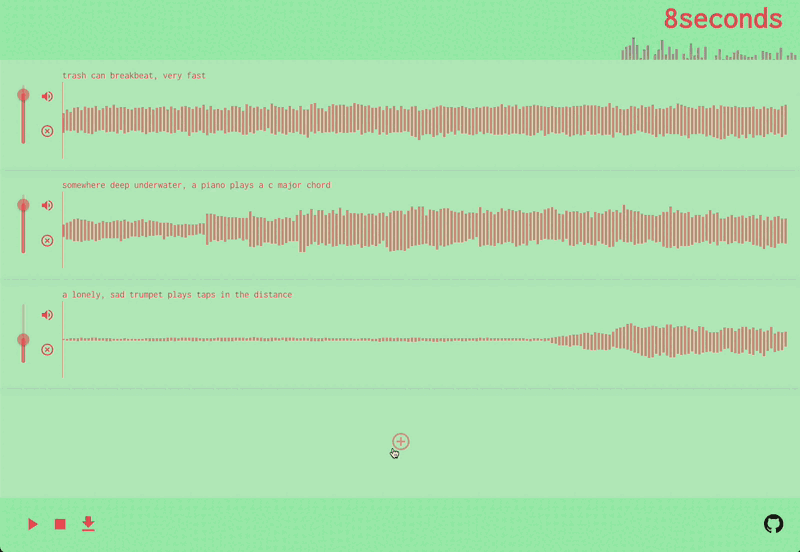 8seconds
trash can breakbeat, very fast
somewhere deep underwater, a piano plays a c major chord
a lonely, sad trumpet plays taps in the distance